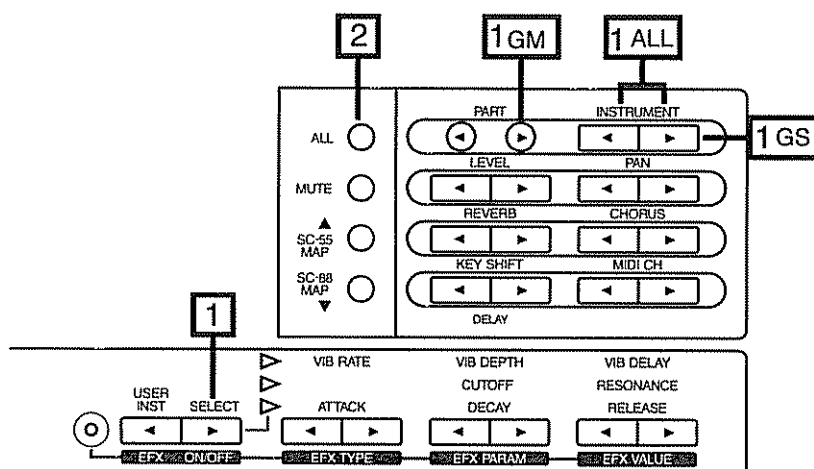 2 1 GM 1 ALL
PART INSTRUMENT
ALL
1 GS
LEVEL PAN
MUTE
REVERB CHORUS
SC-55
MAP
KEY SHIFT MIDI CH
SC-88
MAP
DELAY
1
VIB RATE VIB DEPTH VIB DELAY
CUTOFF RESONANCE
USER
INST SELECT ATTACK DECAY RELEASE
EFX ON/OFF EFX TYPE EFX PARAM EFX VALUE